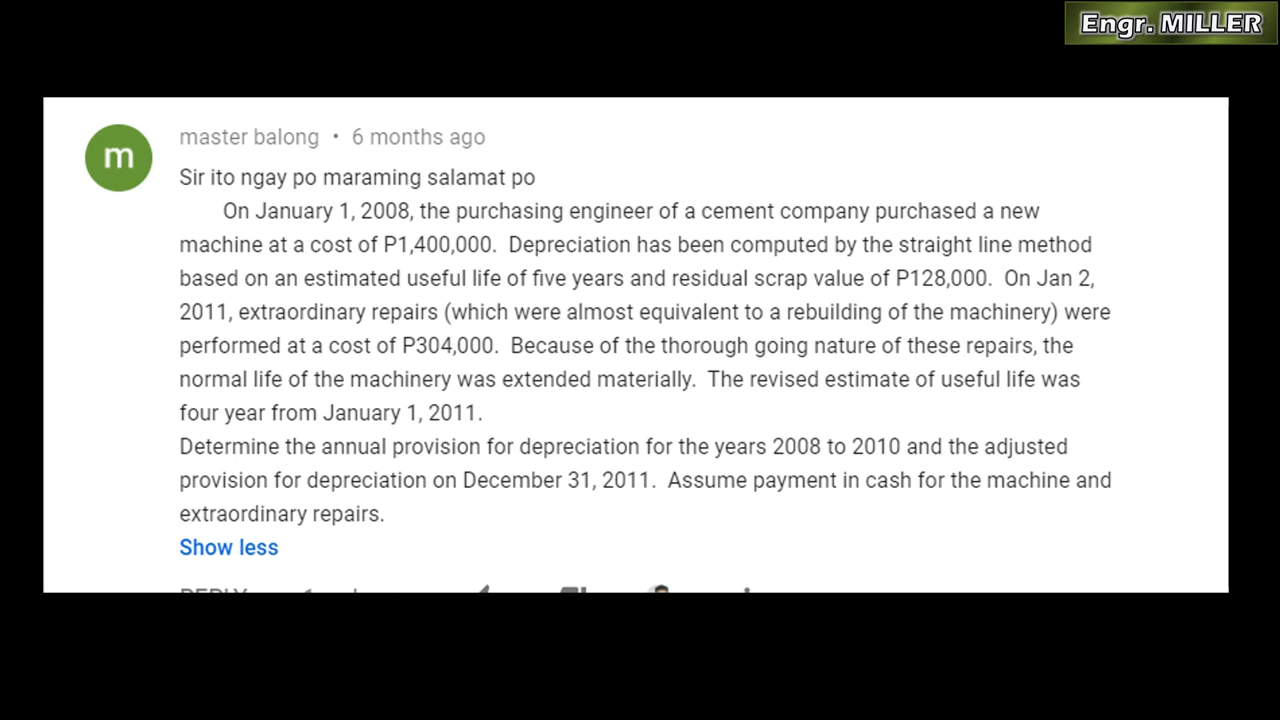 Engr. MILLER
m
master balong • 6 months ago
Sir ito ngay po maraming salamat po
On January 1, 2008, the purchasing engineer of a cement company purchased a new
machine at a cost of P1,400,000. Depreciation has been computed by the straight line method
based on an estimated useful life of five years and residual scrap value of P128,000. On Jan 2,
2011, extraordinary repairs (which were almost equivalent to a rebuilding of the machinery) were
performed at a cost of P304,000. Because of the thorough going nature of these repairs, the
normal life of the machinery was extended materially. The revised estimate of useful life was
four year from January 1, 2011.
Determine the annual provision for depreciation for the years 2008 to 2010 and the adjusted
provision for depreciation on December 31, 2011. Assume payment in cash for the machine and
extraordinary repairs.
Show less